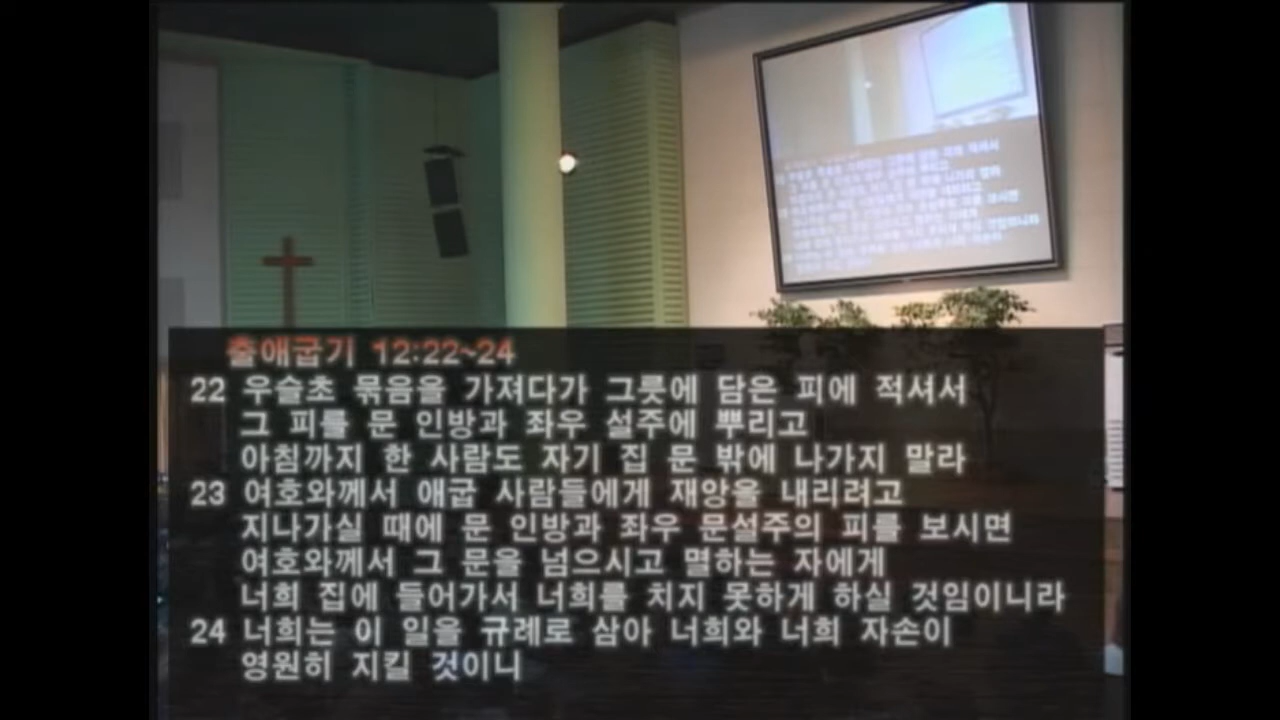 출애굽기 12:22~24
22 우슬초 묶음을 가져다가 그릇에 담은 피에 적셔서
그 피를 문 인방과 좌우 설주에 뿌리고
아침까지 한 사람도 자기 집 문 밖에 나가지 말라
23 여호와께서 애굽 사람들에게 재앙을 내리려고
지나가실 때에 문 인방과 좌우 문설주의 피를 보시면
여호와께서 그 문을 넘으시고 멸하는 자에게
너희 집에 들어가서 너희를 치지 못하게 하실 것임이니라
24 너희는 이 일을 규례로 삼아 너희와 너희 자손이
영원히 지킬 것이니